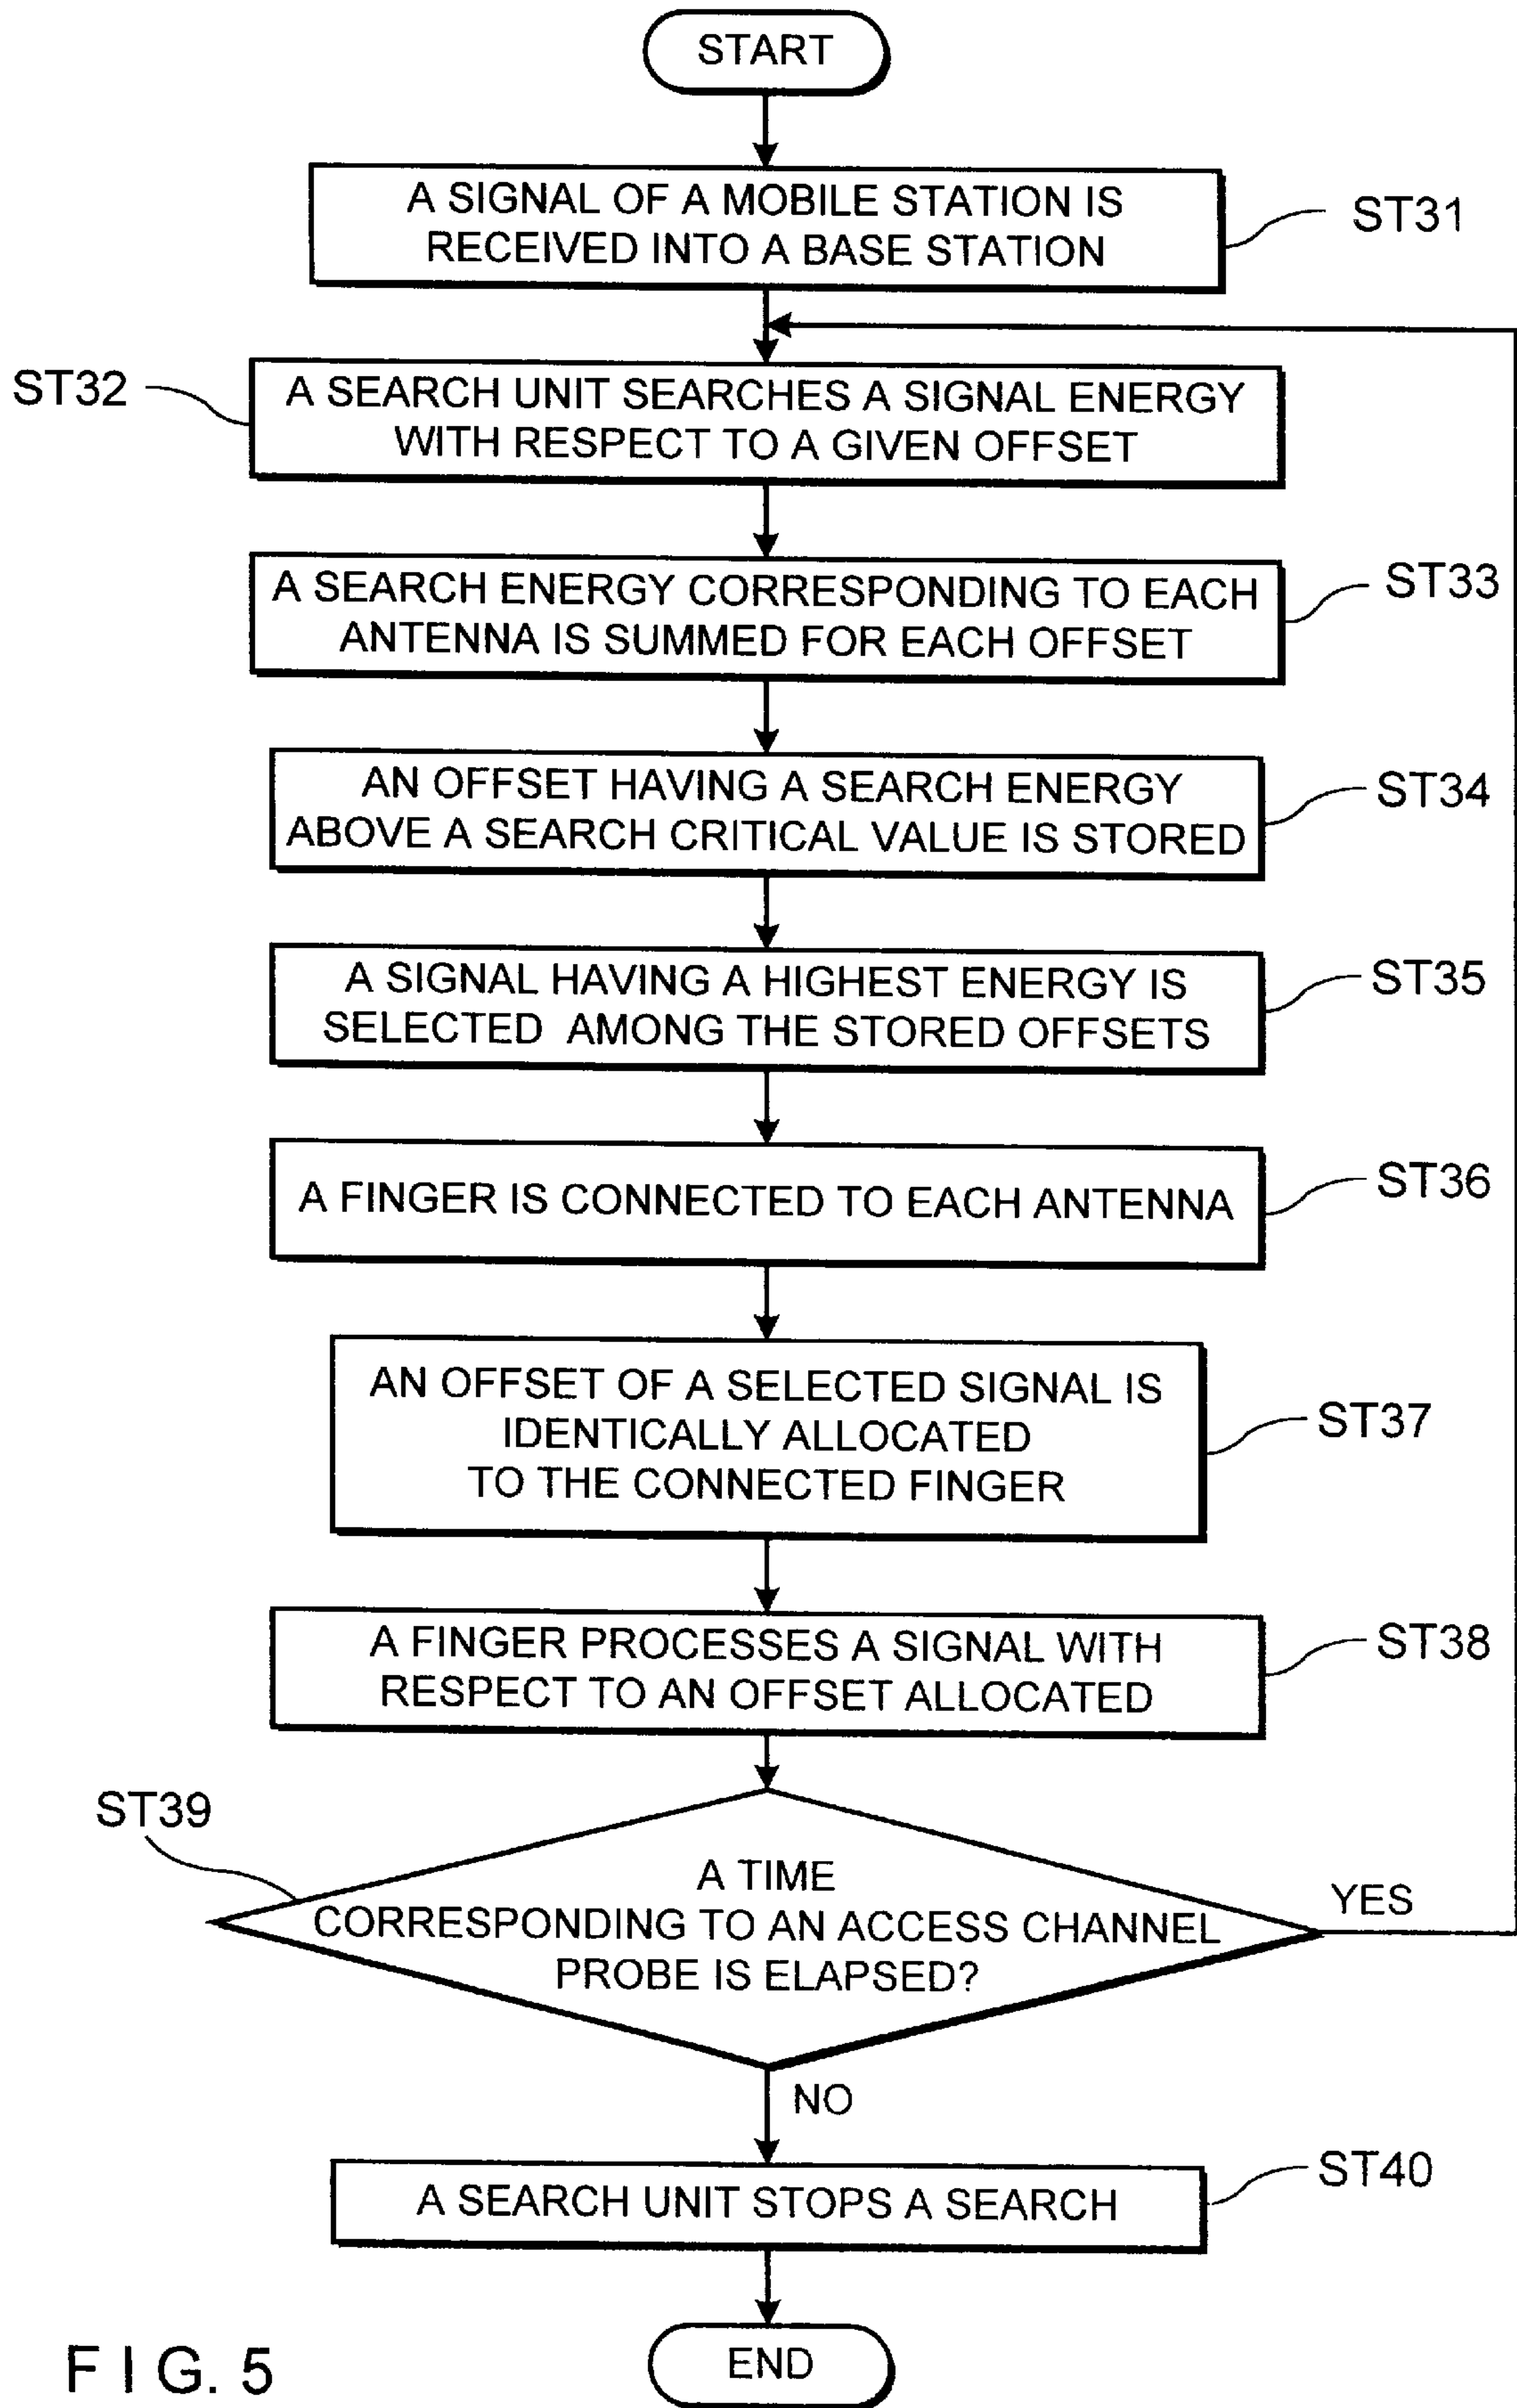 START
A SIGNAL OF A MOBILE STATION IS
RECEIVED INTO A BASE STATION
ST31
ST32
A SEARCH UNIT SEARCHES A SIGNAL ENERGY
WITH RESPECT TO A GIVEN OFFSET
A SEARCH ENERGY CORRESPONDING TO EACH
ANTENNA IS SUMMED FOR EACH OFFSET
ST33
AN OFFSET HAVING A SEARCH ENERGY
ABOVE A SEARCH CRITICAL VALUE IS STORED
ST34
A SIGNAL HAVING A HIGHEST ENERGY IS
SELECTED AMONG THE STORED OFFSETS
ST35
A FINGER IS CONNECTED TO EACH ANTENNA
ST36
AN OFFSET OF A SELECTED SIGNAL IS
IDENTICALLY ALLOCATED
TO THE CONNECTED FINGER
ST37
A FINGER PROCESSES A SIGNAL WITH
RESPECT TO AN OFFSET ALLOCATED
ST38
ST39
A TIME
CORRESPONDING TO AN ACCESS CHANNEL
PROBE IS ELAPSED?
YES
NO
A SEARCH UNIT STOPS A SEARCH
ST40
END
FIG. 5